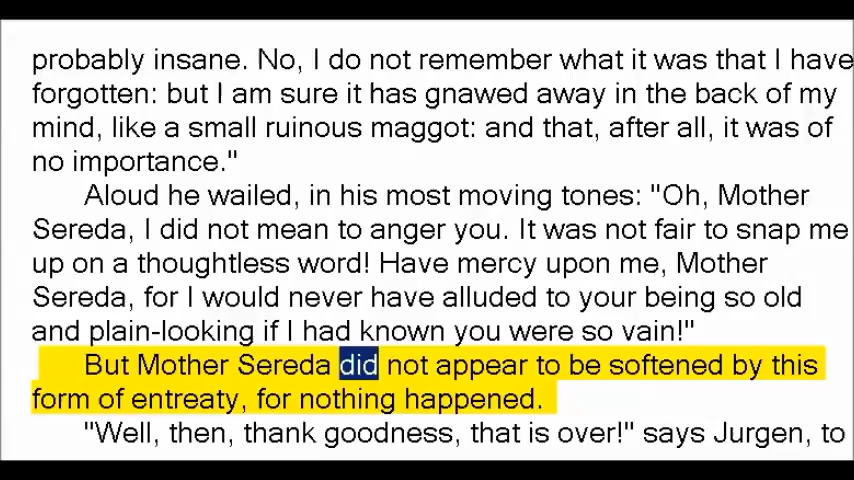 probably insane. No, I do not remember what it was that I have
forgotten: but I am sure it has gnawed away in the back of my
mind, like a small ruinous maggot: and that, after all, it was of
no importance."
Aloud he wailed, in his most moving tones: "Oh, Mother
Sereda, I did not mean to anger you. It was not fair to snap me
up on a thoughtless word! Have mercy upon me, Mother
Sereda, for I would never have alluded to your being so old
and plain-looking if I had known you were so vain!"
But Mother Sereda did not appear to be softened by this
form of entreaty, for nothing happened.
"Well, then, thank goodness, that is over!" says Jurgen, to